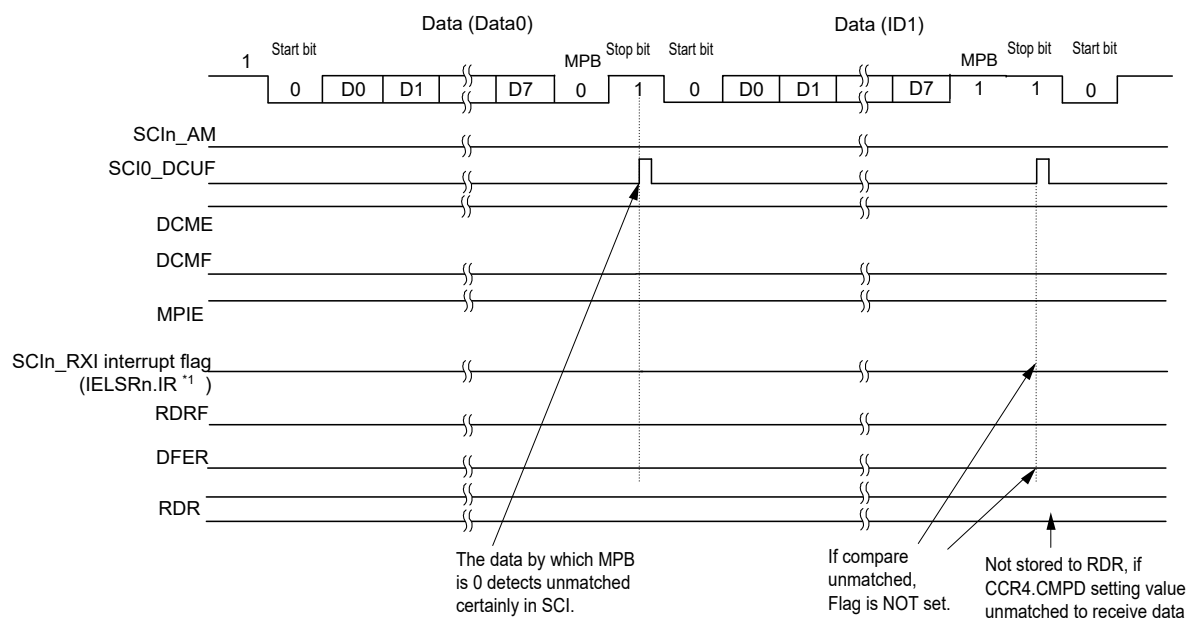 Data (Data0)
Data (ID1)
1
Start bit
MPB
Stop bit
Start bit
MPB
Stop bit
Start bit
0 D0 D1 D7 0 1 0 D0 D1 D7 1 1 0
SCIn_AM
SCI0_DCUF
DCME
DCMF
MPIE
SCIn_RXI interrupt flag
(IELSRn.IR *1 )
RDRF
DFER
RDR
The data by which MPB
is 0 detects unmatched
certainly in SCI.
If compare
unmatched,
Flag is NOT set.
Not stored to RDR, if
CCR4.CMPD setting value
unmatched to receive data